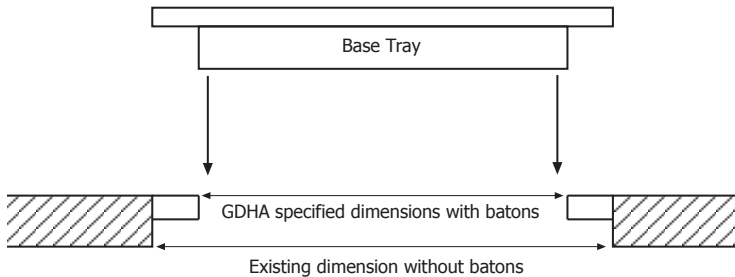 Base Tray
GDHA specified dimensions with batons
Existing dimension without batons